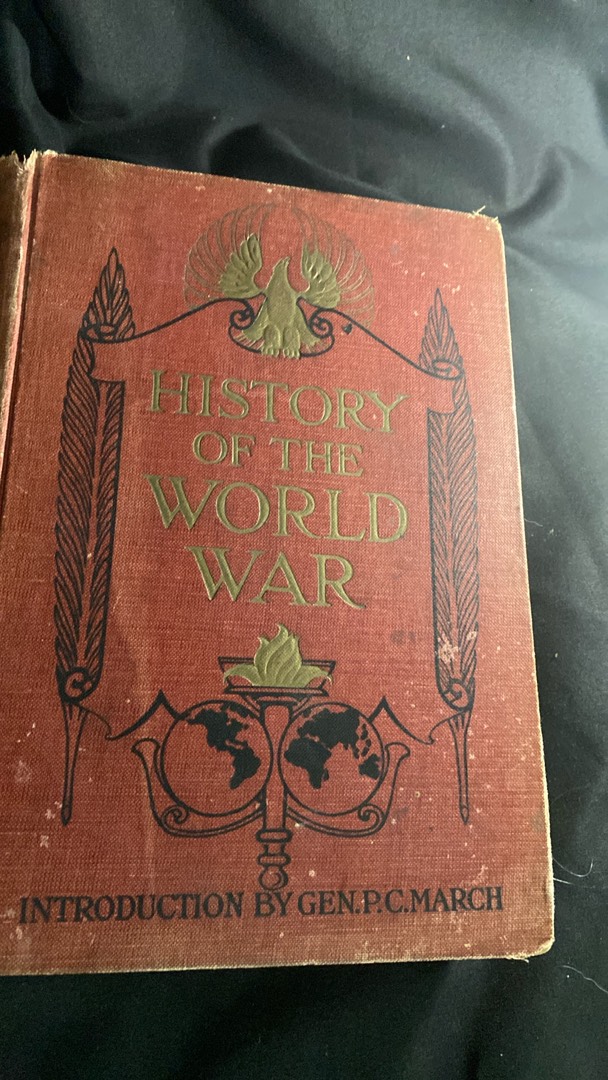 HISTORY
OF THE
WORLD
WAR
INTRODUCTION BY GEN. P. C. MARCH